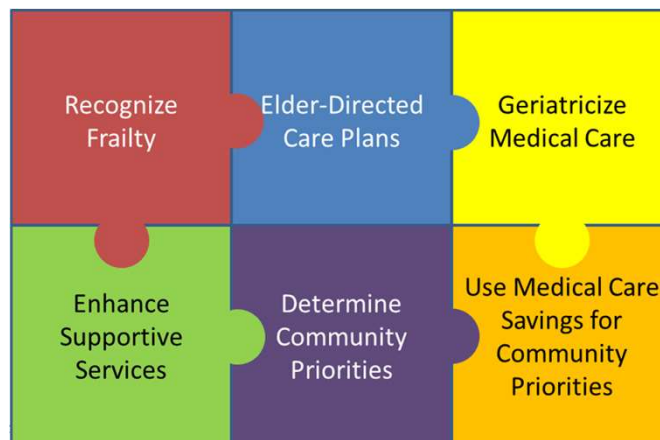 Recognize
Frailty
Elder-Directed
Care Plans
Geriatricize
Medical Care
Enhance
Supportive
Services
Determine
Community
Priorities
Use Medical Care
Savings for
Community
Priorities